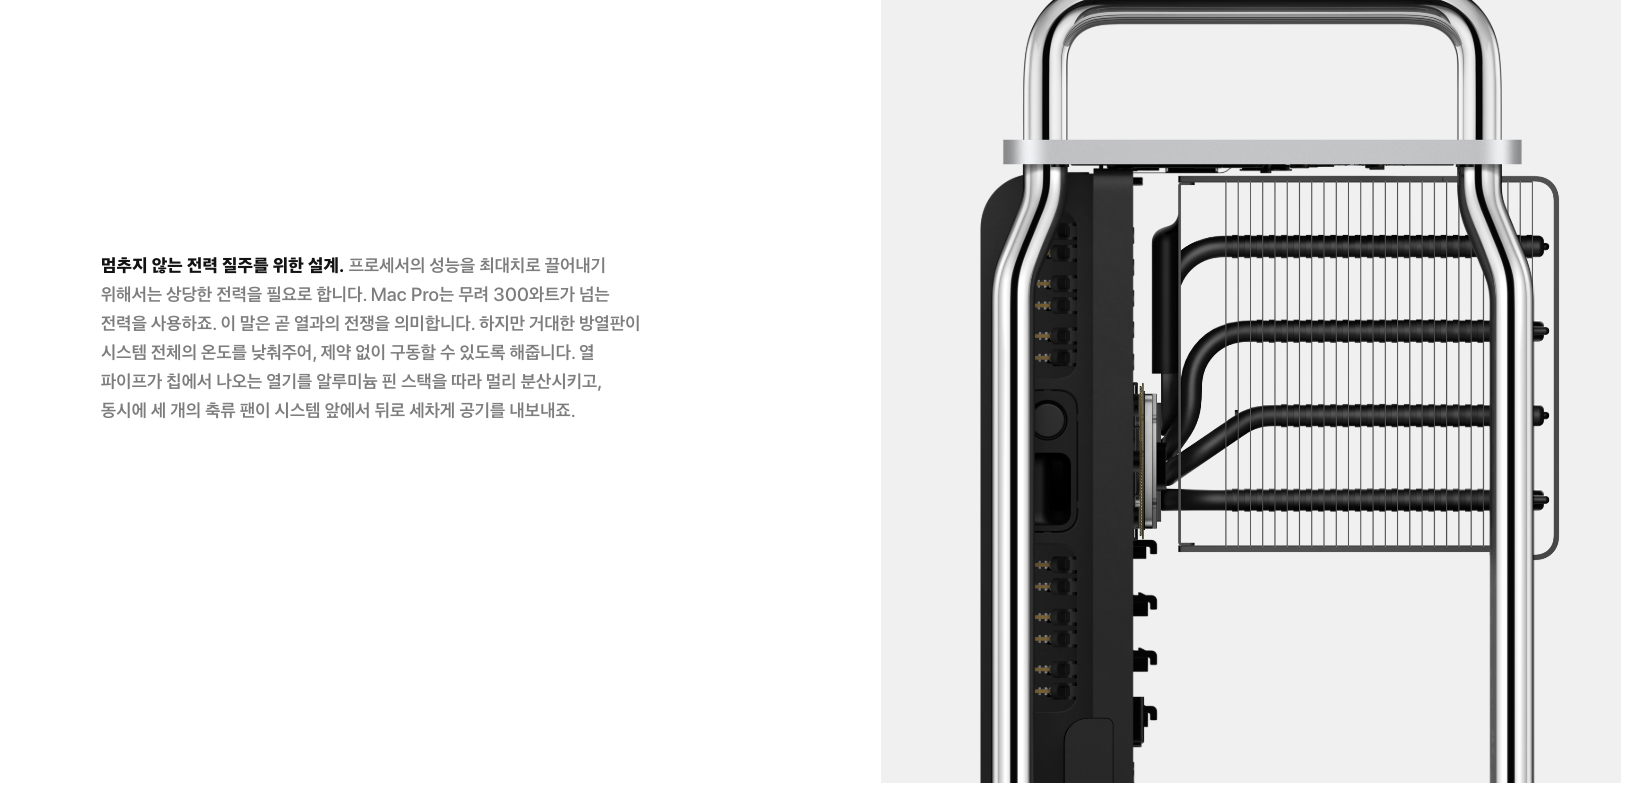 멈추지 않는 전력 질주를 위한 설계. 프로세서의 성능을 최대치로 끌어내기
위해서는 상당한 전력을 필요로 합니다. Mac Pro는 무려 300와트가 넘는
전력을 사용하죠. 이 말은 곧 열과의 전쟁을 의미합니다. 하지만 거대한 방열판이
시스템 전체의 온도를 낮춰주어, 제약 없이 구동할 수 있도록 해줍니다. 열
파이프가 칩에서 나오는 열기를 알루미늄 핀 스택을 따라 멀리 분산시키고,
동시에 세 개의 축류 팬이 시스템 앞에서 뒤로 세차게 공기를 내보내죠.